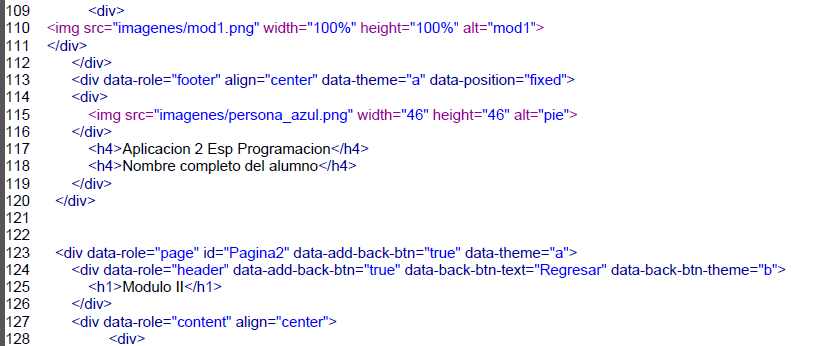 109 <div>
110 <img src="imagenes/mod1.png" width="100%" height="100%" alt="mod1">
111 </div>
112 </div>
113 <div data-role="footer" align="center" data-theme="a" data-position="fixed">
114 <div>
115 <img src="imagenes/persona_azul.png" width="46" height="46" alt="pie">
116 </div>
117 <h4>Aplicacion 2 Esp Programacion</h4>
118 <h4>Nombre completo del alumno</h4>
119 </div>
120 </div>
121
122
123 <div data-role="page" id="Pagina2" data-add-back-btn="true" data-theme="a">
124 <div data-role="header" data-add-back-btn="true" data-back-btn-text="Regresar" data-back-btn-theme="b">
125 <h1>Modulo II</h1>
126 </div>
127 <div data-role="content" align="center">
128 <div>